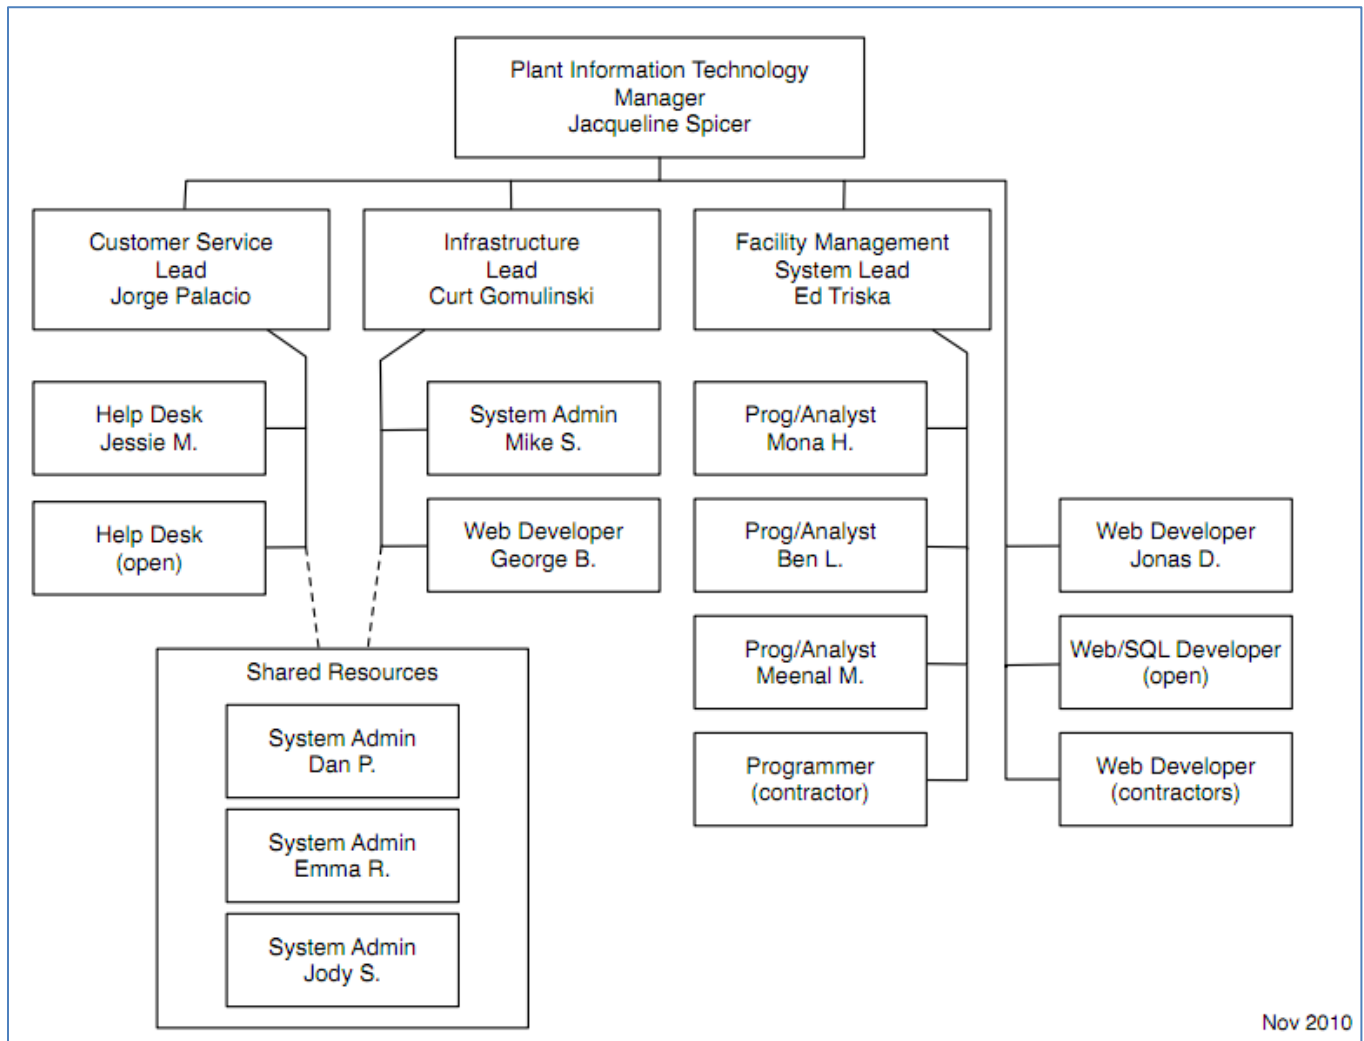 Plant Information Technology
Manager
Jacqueline Spicer
Customer Service
Lead
Jorge Palacio
Infrastructure
Lead
Curt Gomulinski
Facility Management
System Lead
Ed Triska
Help Desk
Jessie M.
Help Desk
(open)
System Admin
Mike S.
Web Developer
George B.
Shared Resources
System Admin
Dan P.
System Admin
Emma R.
System Admin
Jody S.
Prog/Analyst
Mona H.
Prog/Analyst
Ben L.
Prog/Analyst
Meenal M.
Programmer
(contractor)
Web Developer
Jonas D.
Web/SQL Developer
(open)
Web Developer
(contractors)
Nov 2010